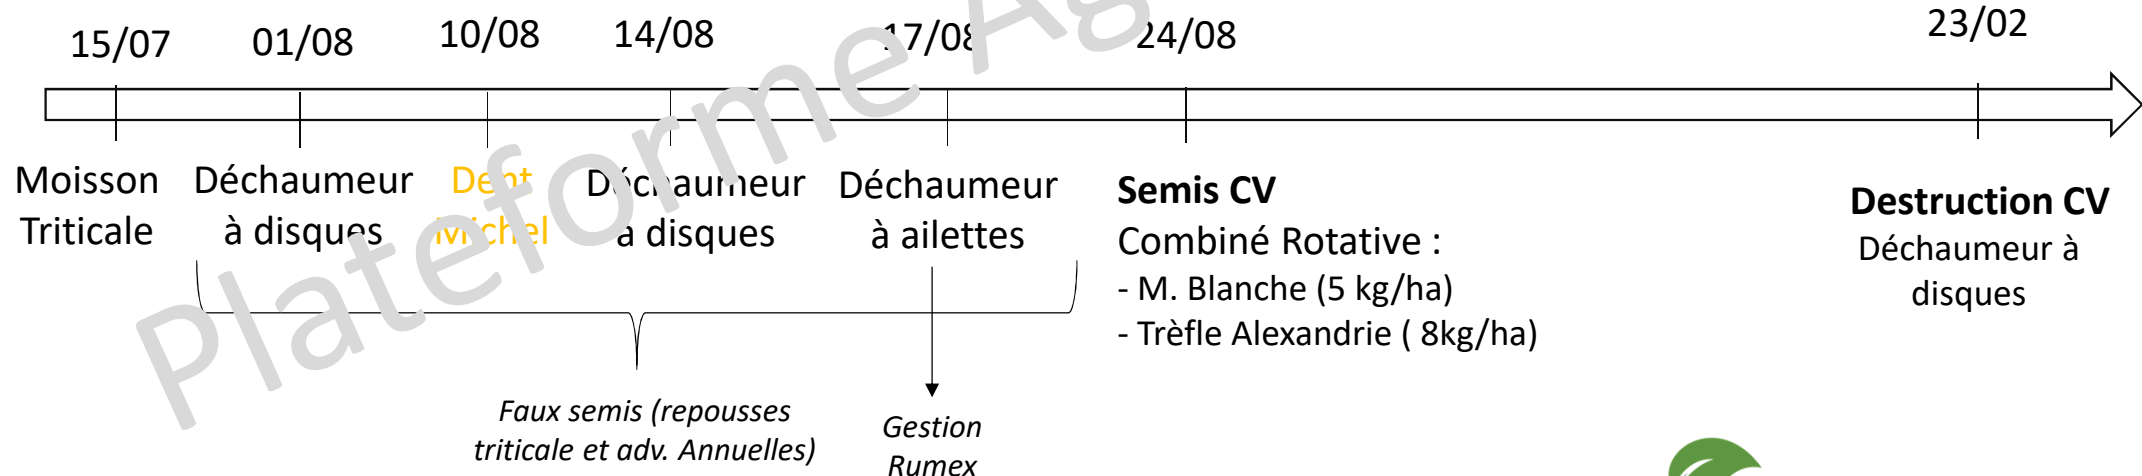 15/07
01/08
10/08
14/08
17/08
24/08
23/02
Moisson
Triticale
Déchaumeur
à disques
Dent
Michel
Déchaumeur
à disques
Déchaumeur
à ailettes
Semis CV
Combiné Rotative :
- M. Blanche (5 kg/ha)
- Trèfle Alexandrie ( 8kg/ha)
Destruction CV
Déchaumeur à
disques
Faux semis (repousses
triticale et adv. Annuelles)
Gestion
Rumex
Plateforme Ag